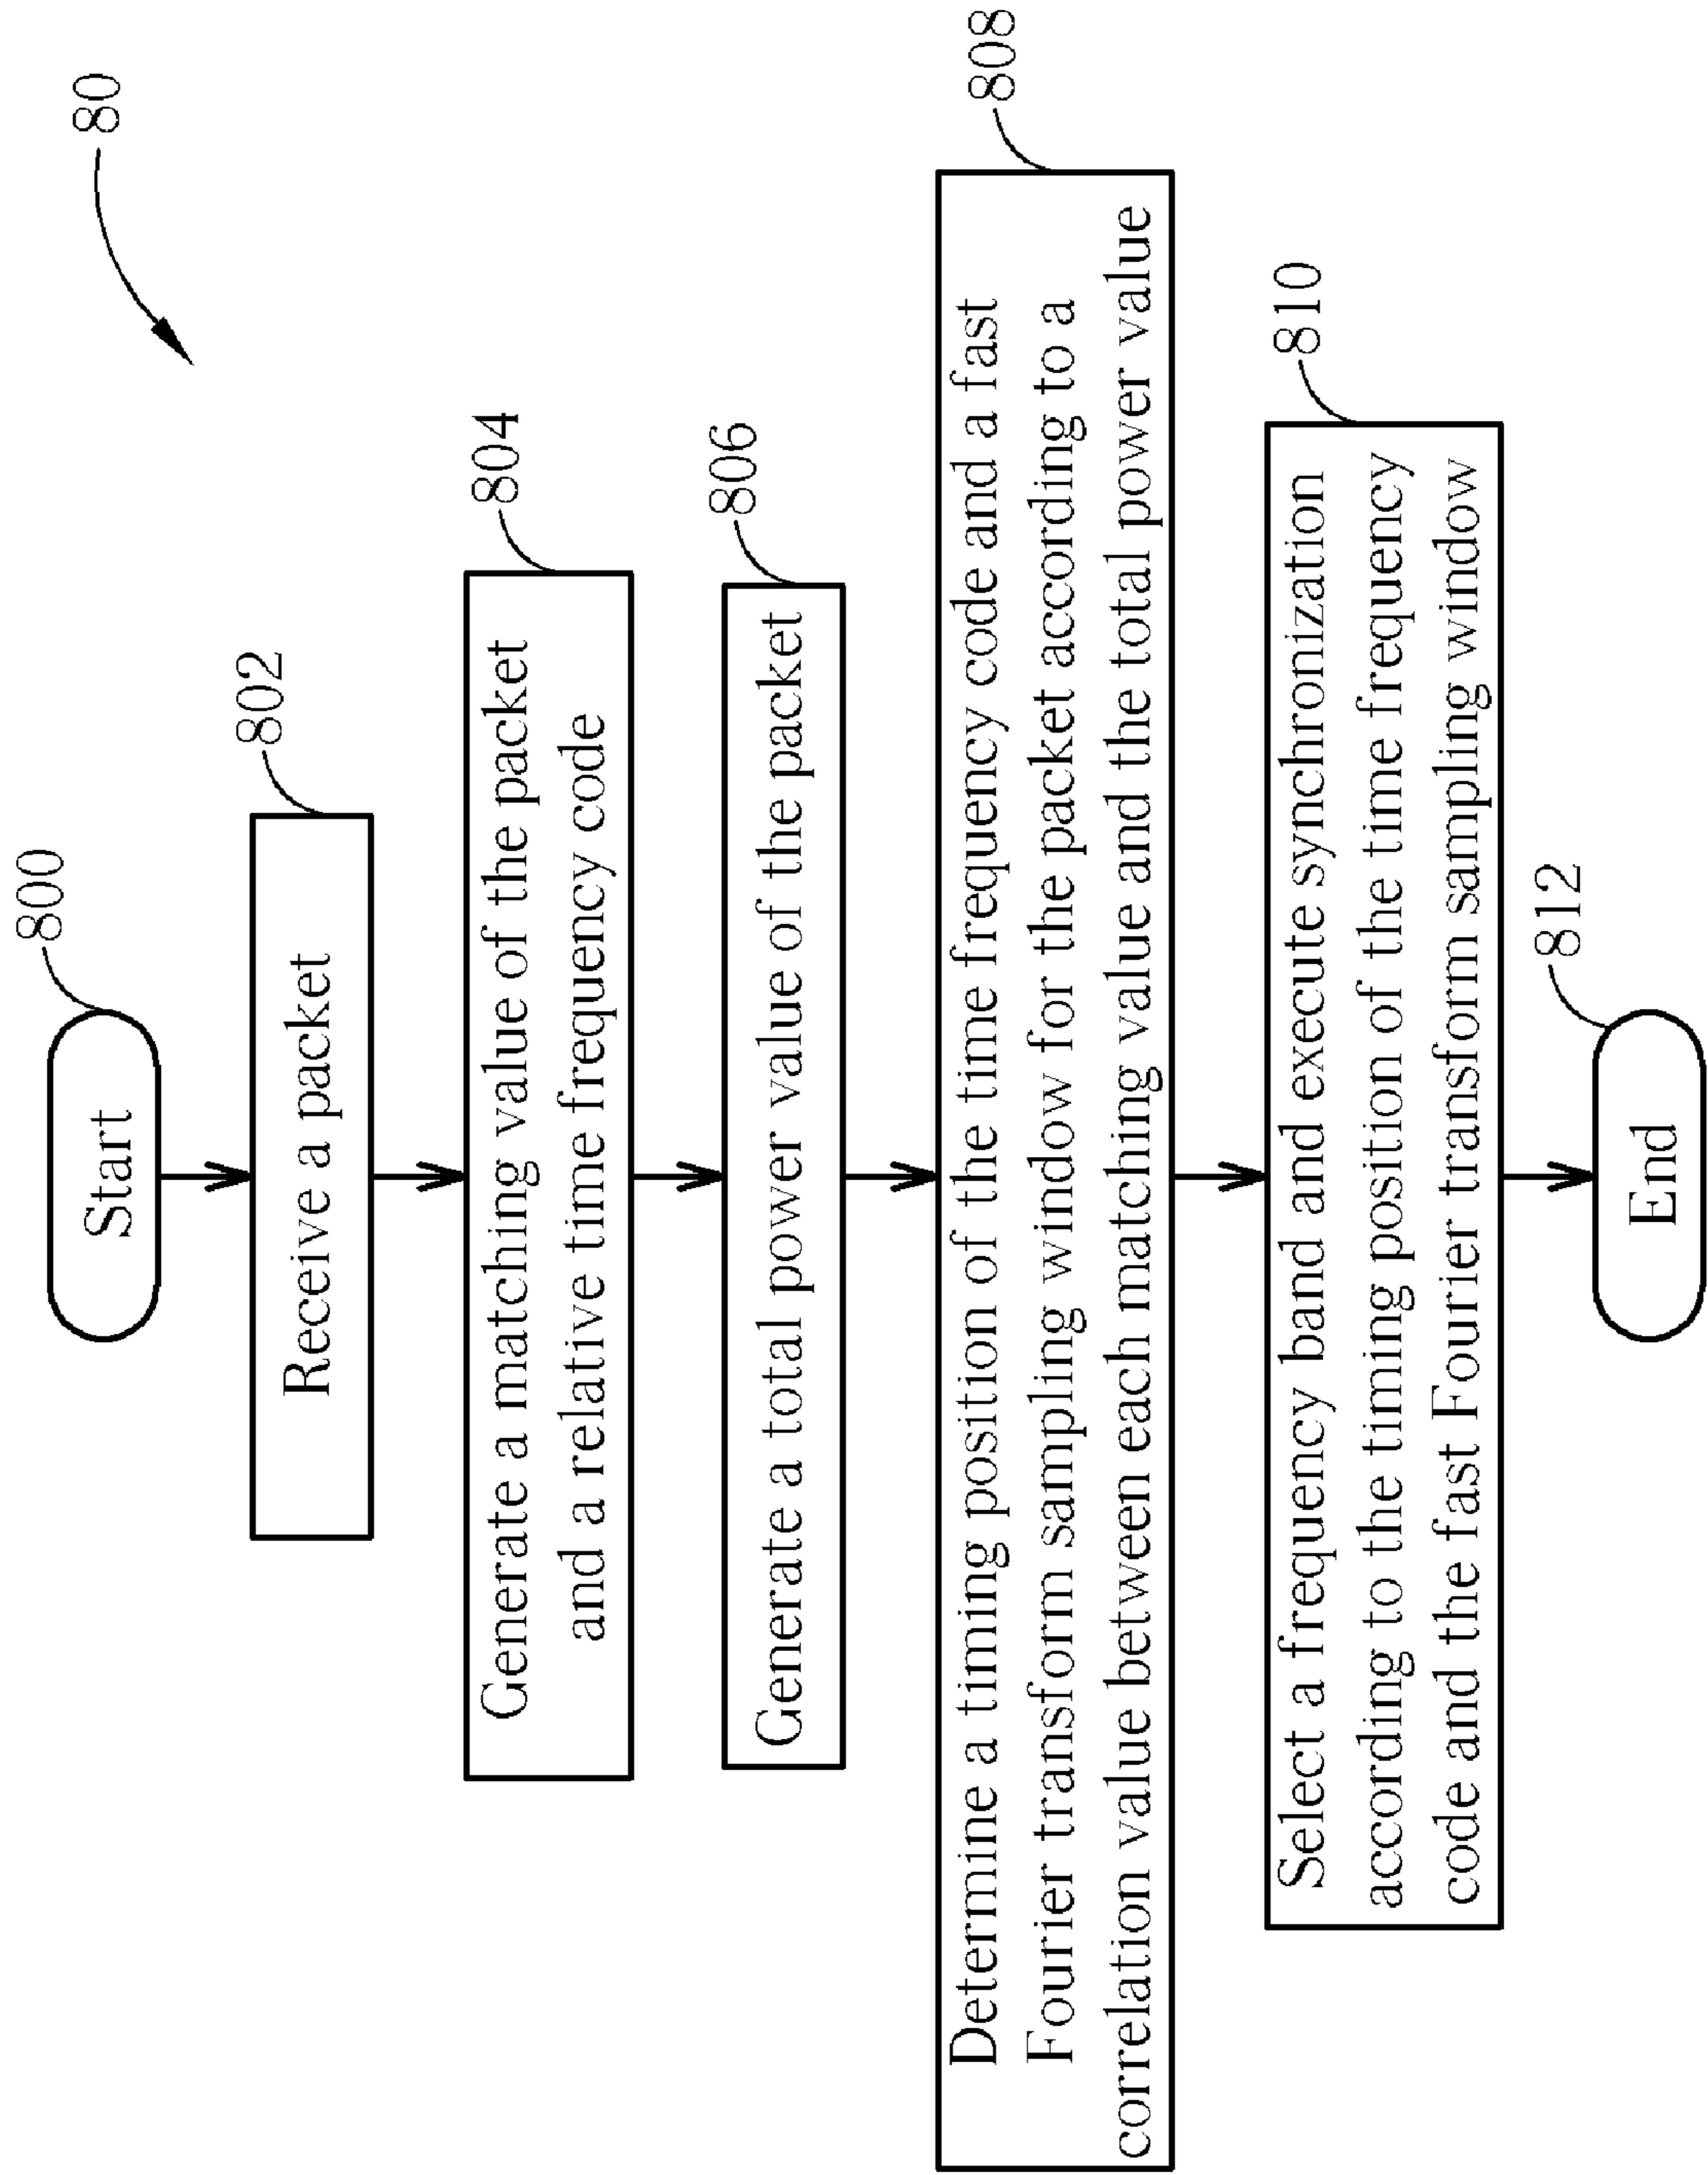 80
800
Start
802
Receive a packet
804
Generate a matching value of the packet
and a relative time frequency code
806
Generate a total power value of the packet
808
Determine a timing position of the time frequency code and a fast
Fourier transform sampling window for the packet according to a
correlation value between each matching value and the total power value
810
Select a frequency band and execute synchronization
according to the timing position of the time frequency
code and the fast Fourier transform sampling window
812
End